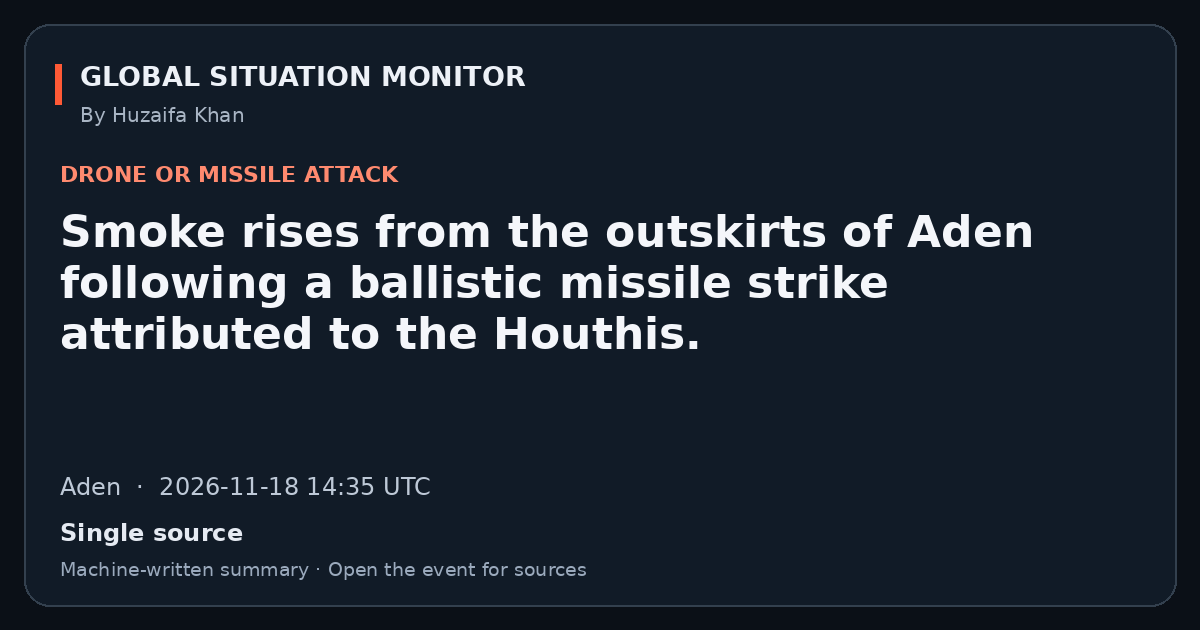 GLOBAL SITUATION MONITOR
By Huzaifa Khan
DRONE OR MISSILE ATTACK
Smoke rises from the outskirts of Aden
following a ballistic missile strike
attributed to the Houthis.
Aden · 2026-11-18 14:35 UTC
Single source
Machine-written summary · Open the event for sources